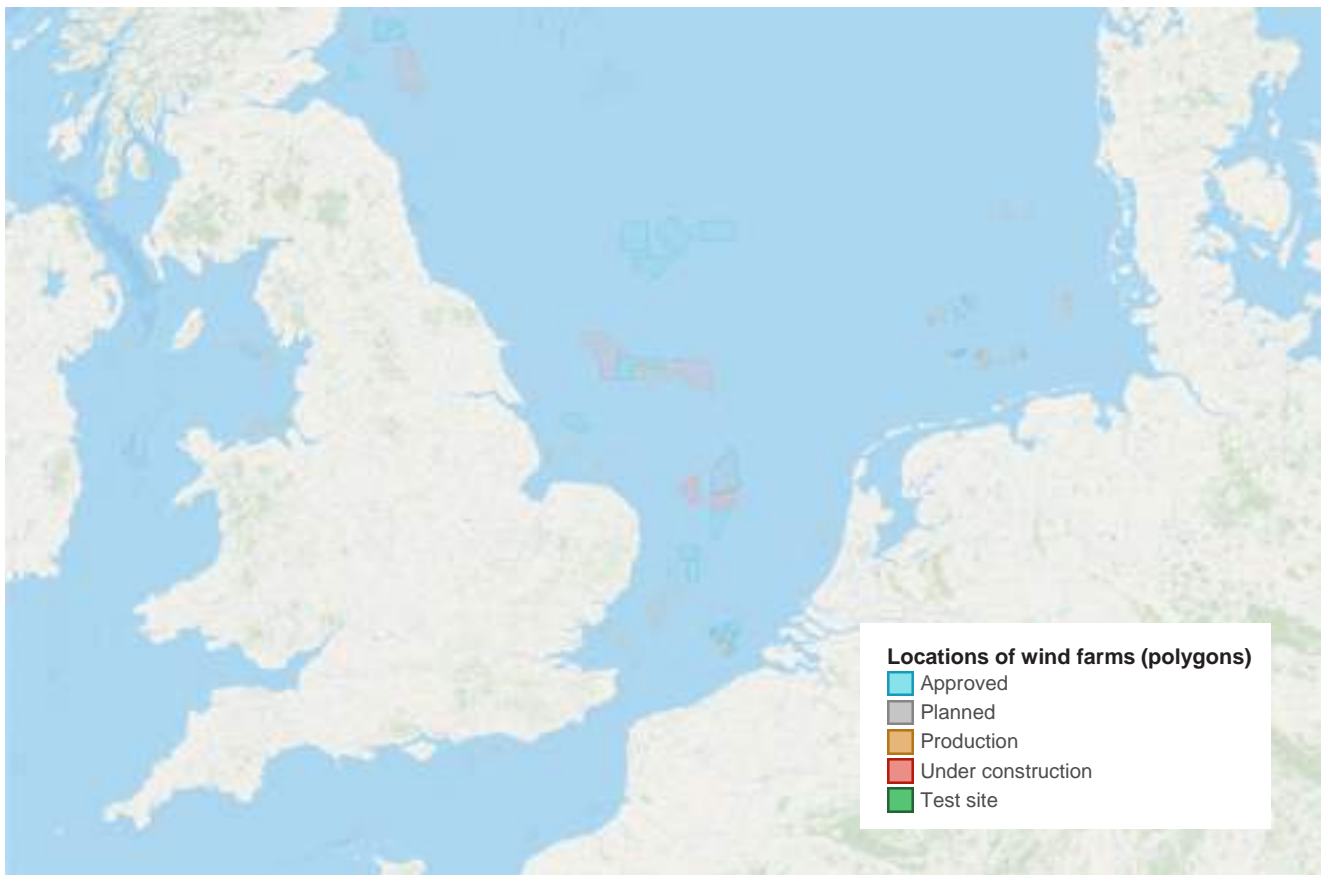 Locations of wind farms (polygons)
Approved
Planned
Production
Under construction
Test site